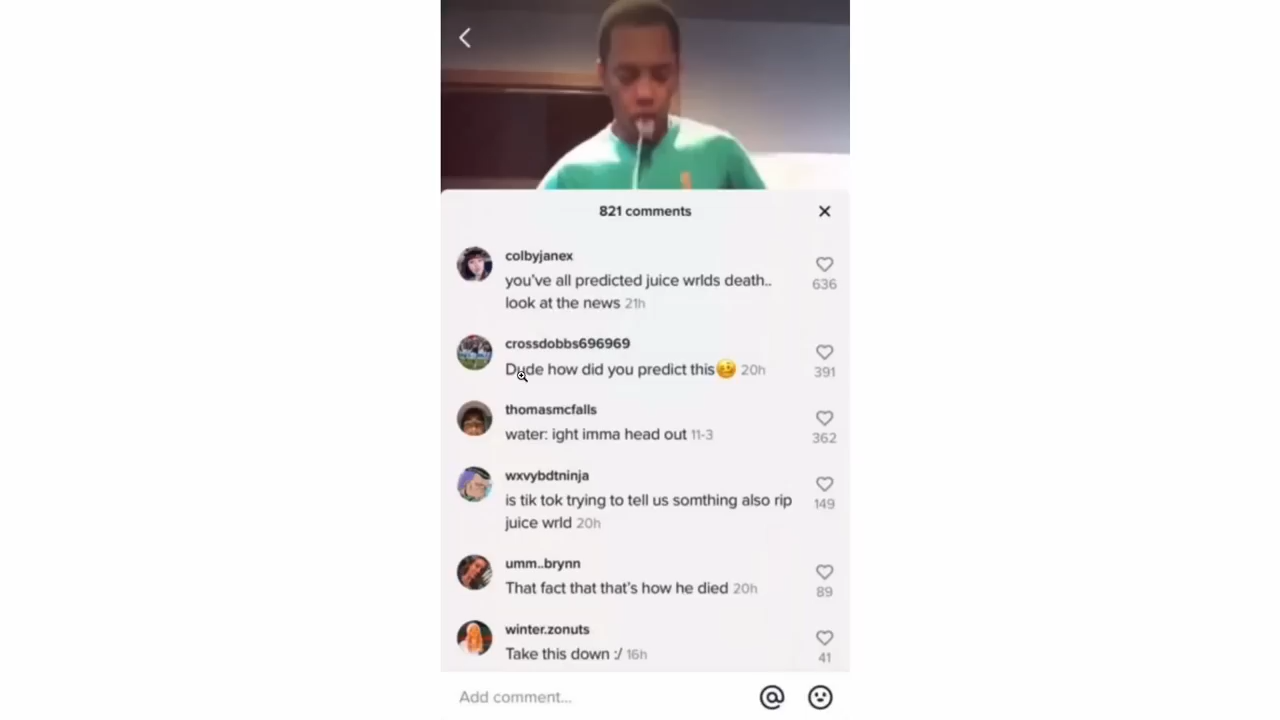 821 comments
colbyjanex
you've all predicted juice wrlds death..
look at the news 21h
636
crossdobbs696969
Dude how did you predict this🥴 20h
391
thomasmcfalls
water: ight imma head out 11-3
362
wxvybdtninja
is tik tok trying to tell us somthing also rip
juice wrld 20h
149
umm..brynn
That fact that that's how he died 20h
89
winter.zonuts
Take this down :/ 16h
41
Add comment...